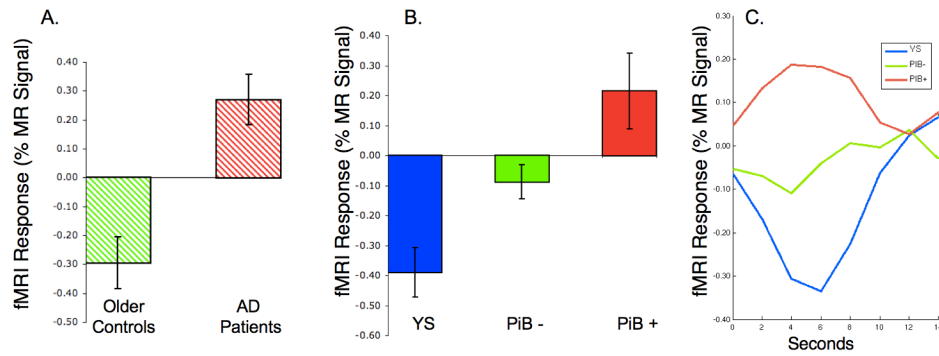 A.
fMRI Response (% MR Signal)
0.40
0.30
0.20
0.10
0.00
-0.10
-0.20
-0.30
-0.40
-0.50
Older
Controls
AD
Patients
B.
fMRI Response (% MR Signal)
0.40
0.20
0.00
-0.10
-0.20
-0.30
-0.40
-0.50
-0.60
YS
PiB -
PiB +
C.
fMRI Response (% MR Signal)
0.30
0.20
0.10
0.00
-0.10
-0.20
-0.30
-0.40
0
2
4
6
8
10
12
14
Seconds
YS
PIB-
PIB+